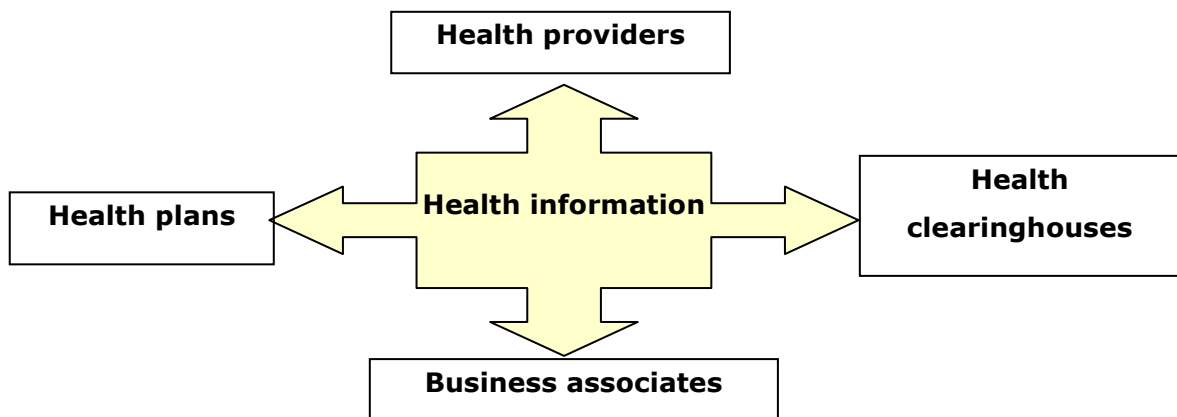 Health providers
Health plans
Health information
Health
clearinghouses
Business associates